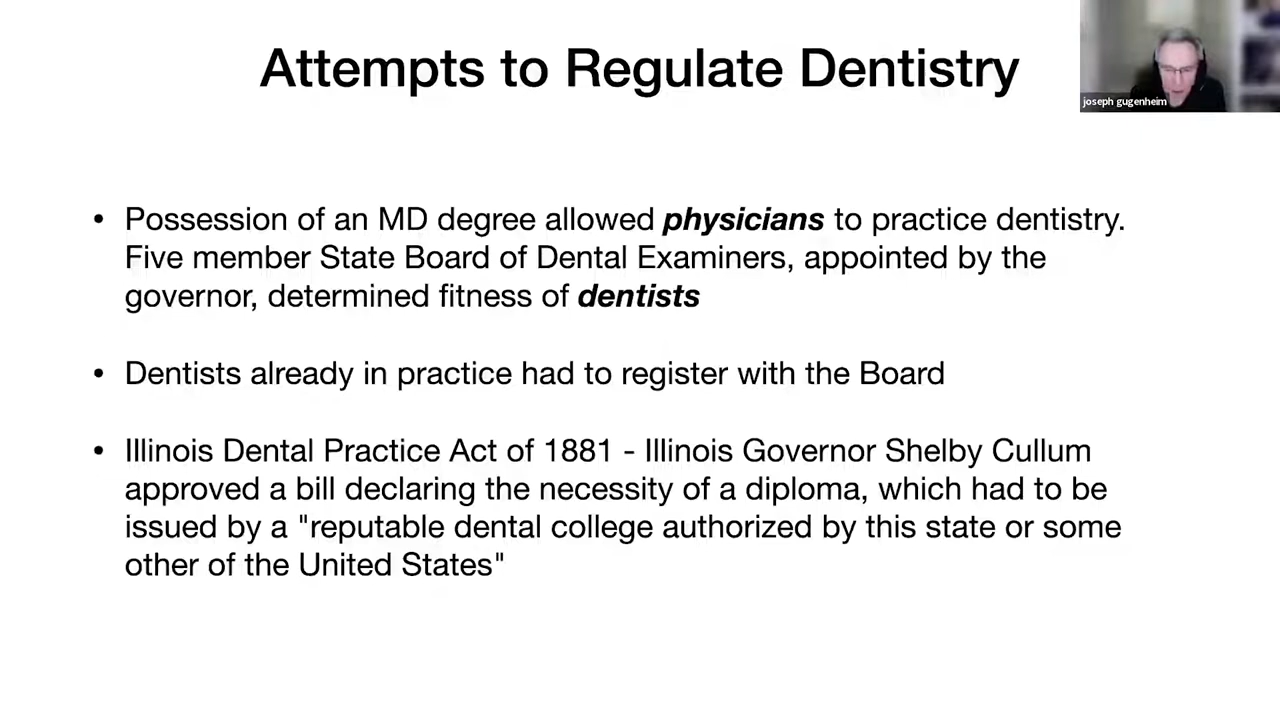 Attempts to Regulate Dentistry
joseph gugenheim
• Possession of an MD degree allowed physicians to practice dentistry.
Five member State Board of Dental Examiners, appointed by the
governor, determined fitness of dentists
• Dentists already in practice had to register with the Board
• Illinois Dental Practice Act of 1881 - Illinois Governor Shelby Cullum
approved a bill declaring the necessity of a diploma, which had to be
issued by a "reputable dental college authorized by this state or some
other of the United States"